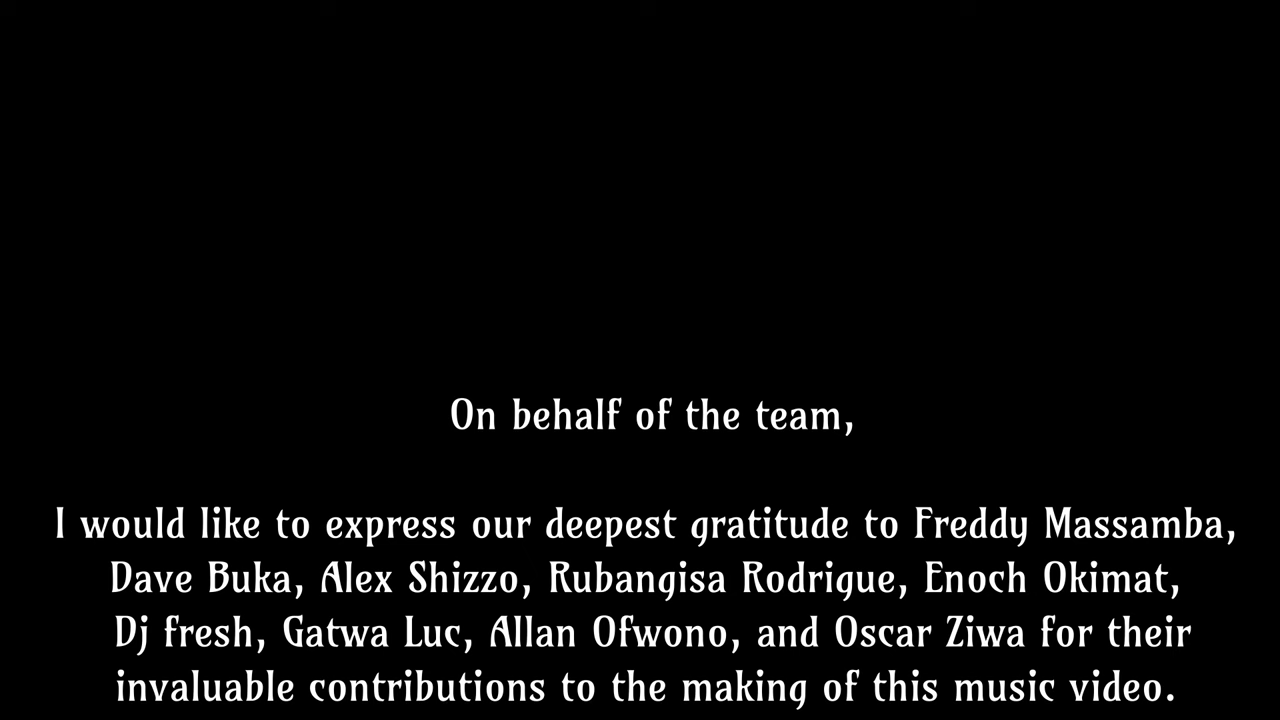 On behalf of the team,
I would like to express our deepest gratitude to Freddy Massamba,
Dave Buka, Alex Shizzo, Rubangisa Rodrigue, Enoch Okimat,
Dj fresh, Gatwa Luc, Allan Ofwono, and Oscar Ziwa for their
invaluable contributions to the making of this music video.